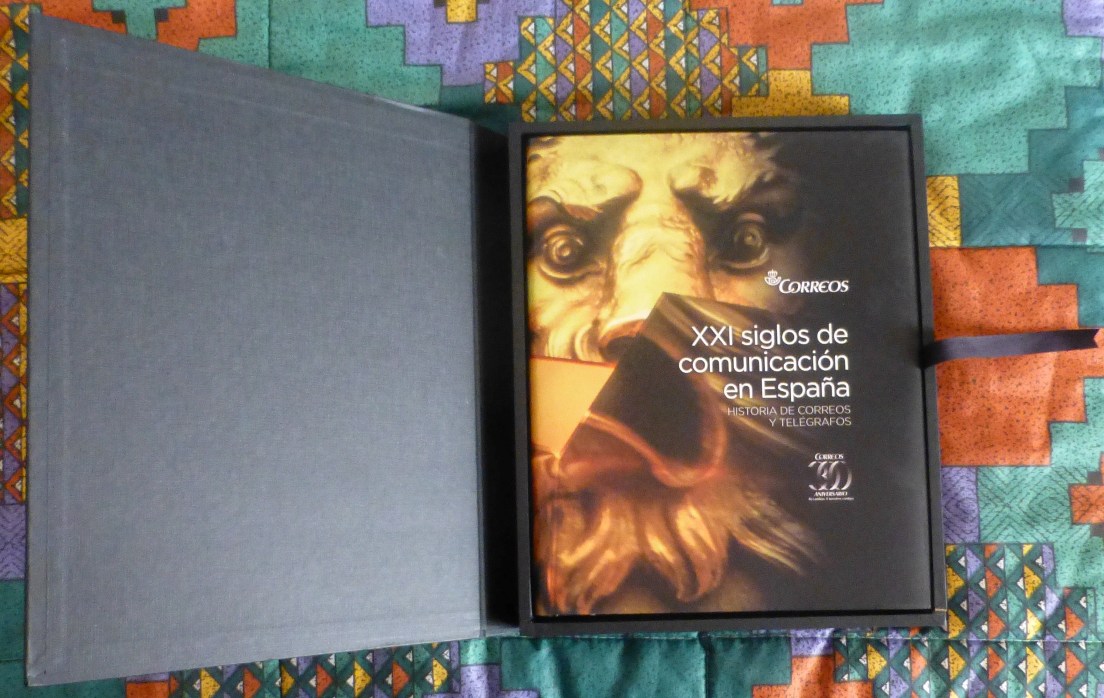 CORREOS
XXI siglos de
comunicación
en España
HISTORIA DE CORREOS
Y TELÉGRAFOS
CORREOS
300
ANIVERSARIO